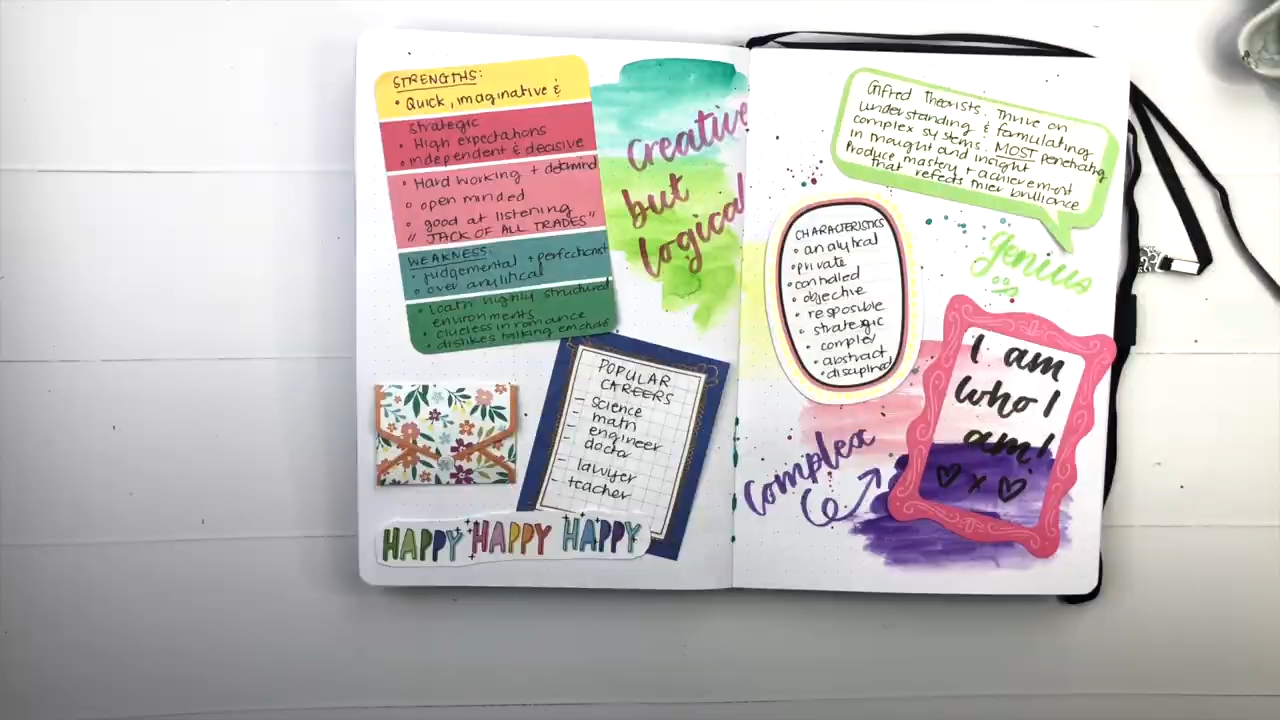 STRENGTHS:
• Quick, imaginative &
strategic
• High expectations
• independent & decisive
• Hard working + determind
• open minded
• good at listening
"JACK OF ALL TRADES"
WEAKNESS:
• judgemental + perfectionist
• over anylitical
• Loath highly structured
environments
• clueless in romance
• dislikes talking emotions
Creative
but
logical
POPULAR
CAREERS
- science
- math
- engineer
- doctor
- lawyer
- teacher
HAPPY HAPPY HAPPY
Gifted Theorists: Thrive on
understanding & formulating
complex systems. MOST penetrating
in thought and insight
Produce mastery + achievement
that reflects their brilliance
genius
CHARACTERISTICS
• analytical
• private
• controlled
• objective
• resposible
• strategic
• complex
• abstract
• disciplined
complex
I am
who I
am!
x